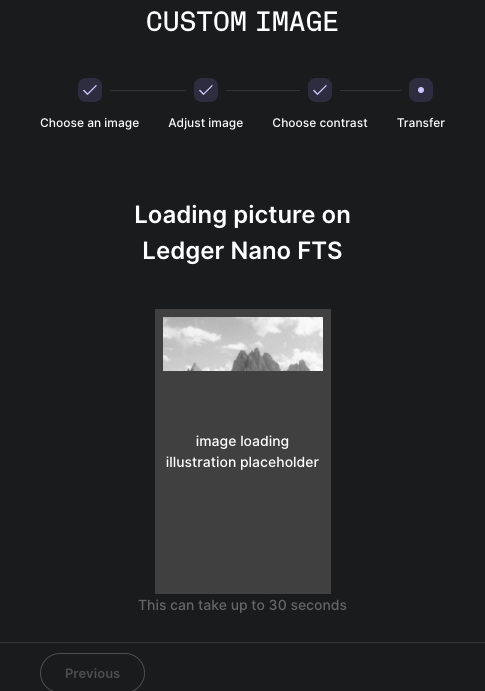 CUSTOM IMAGE
Choose an image
Adjust image
Choose contrast
Transfer
Loading picture on
Ledger Nano FTS
image loading
illustration placeholder
This can take up to 30 seconds
Previous